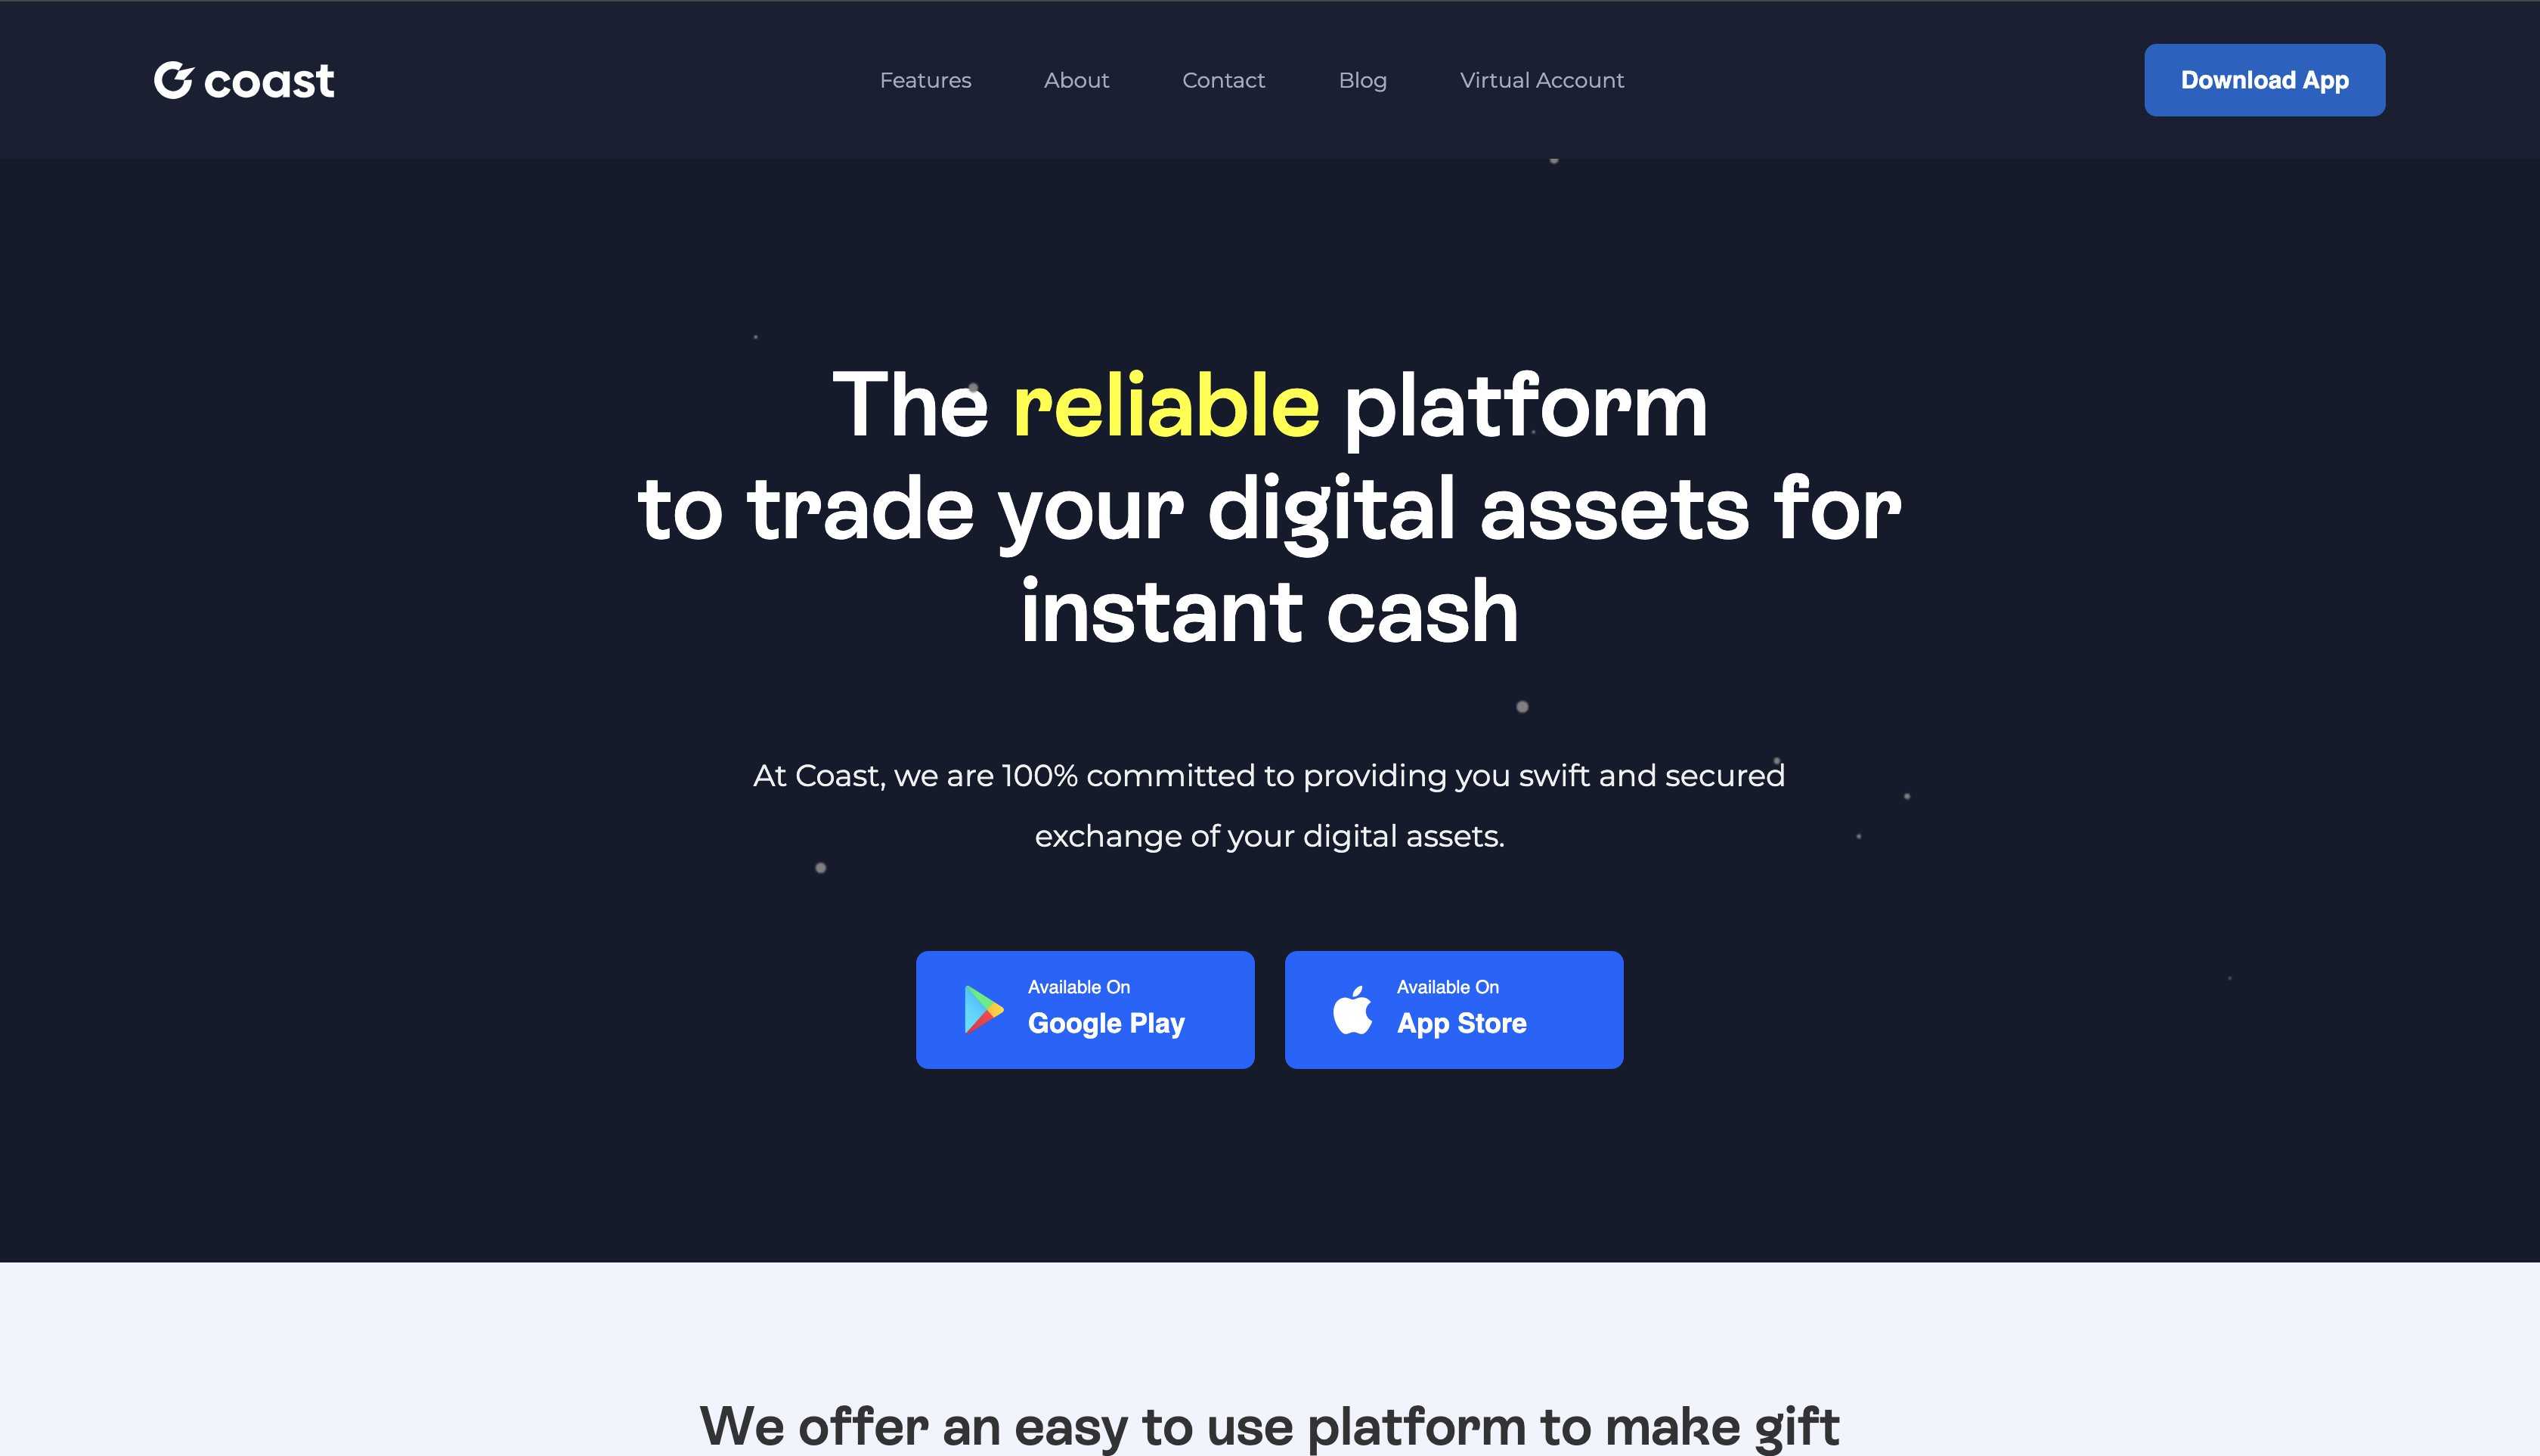 coast
Features
About
Contact
Blog
Virtual Account
Download App
The reliable platform
to trade your digital assets for
instant cash
At Coast, we are 100% committed to providing you swift and secured
exchange of your digital assets.
Available On
Google Play
Available On
App Store
We offer an easy to use platform to make gift